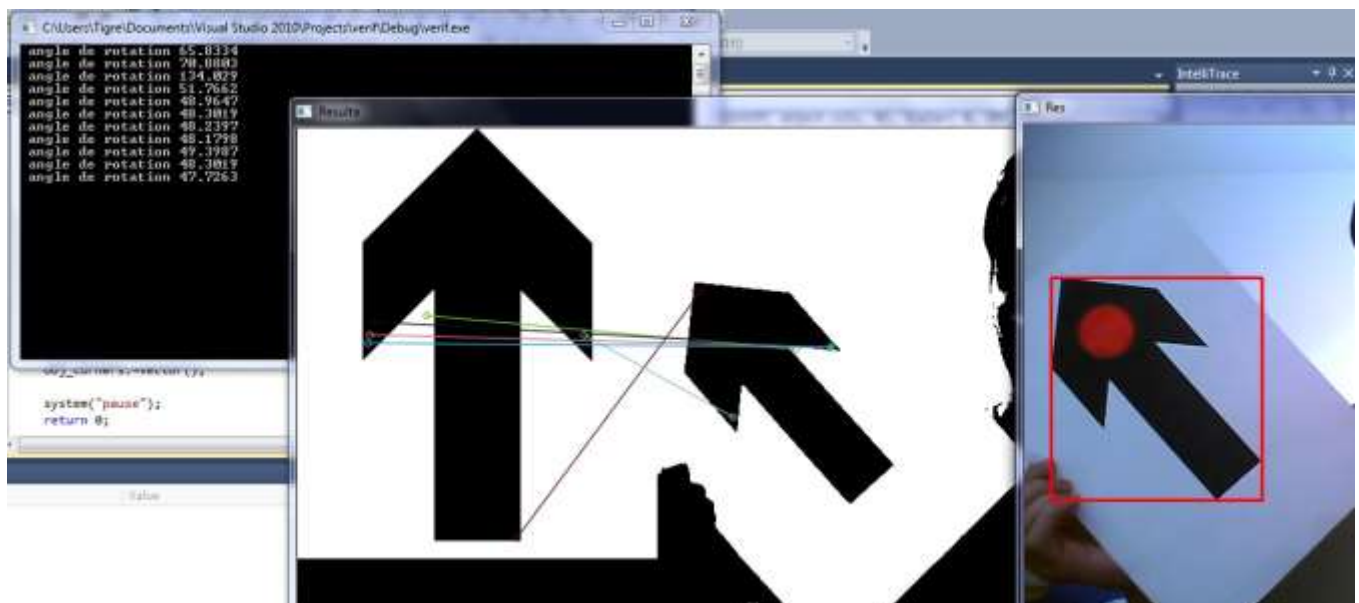 C:\Users\Tigre\Documents\Visual Studio 2010\Projects\verif\Debug\verif.exe
angle de rotation 65.8334
angle de rotation 70.8803
angle de rotation 134.029
angle de rotation 51.7662
angle de rotation 48.9647
angle de rotation 48.3019
angle de rotation 48.2397
angle de rotation 48.1798
angle de rotation 49.3987
angle de rotation 48.3019
angle de rotation 47.7263
system("pause");
return 0;
Value
Resulta
IntelliTrace
Res